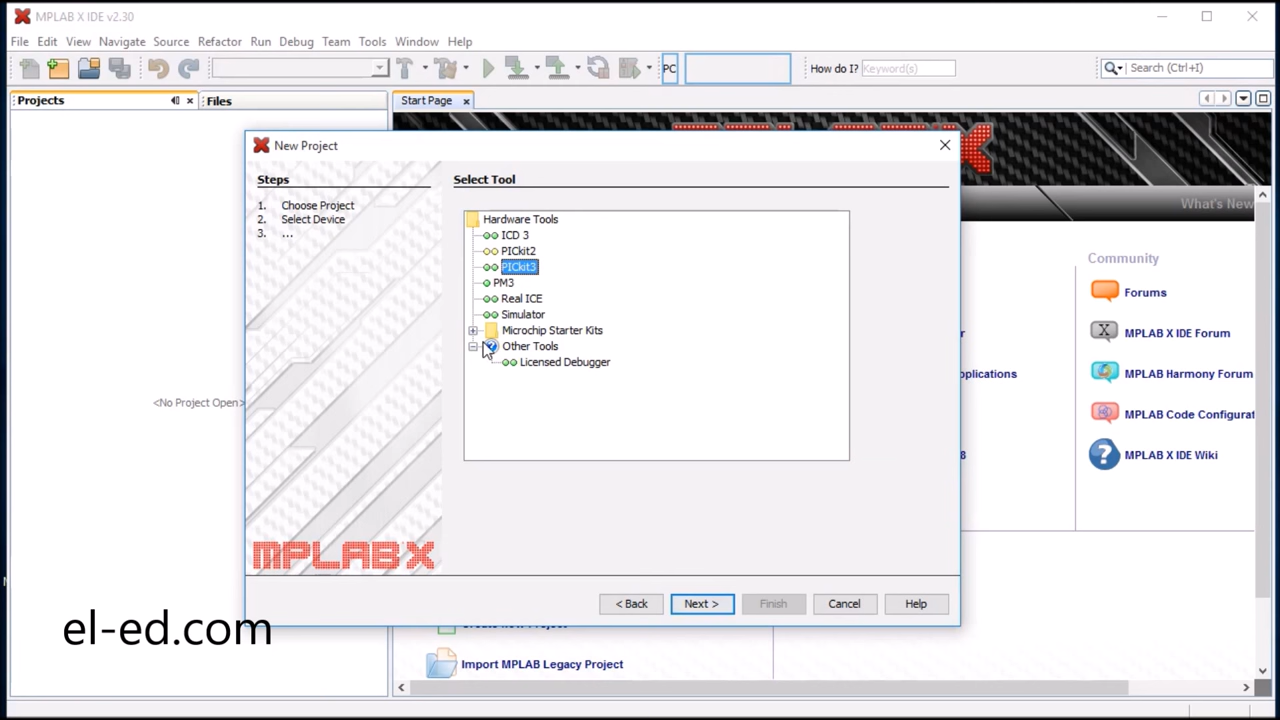 MPLAB X IDE v2.30
File Edit View Navigate Source Refactor Run Debug Team Tools Window Help
PC
How do I?
Keyword(s)
Search (Ctrl+I)
Projects
Files
Start Page
New Project
Steps
1. Choose Project
2. Select Device
3. ...
Select Tool
Hardware Tools
ICD 3
PICkit2
PICkit3
PM3
Real ICE
Simulator
Microchip Starter Kits
Other Tools
Licensed Debugger
MPLAB X
< Back
Next >
Finish
Cancel
Help
<No Project Open>
What's New
Community
Forums
MPLAB X IDE Forum
MPLAB Harmony Forum
MPLAB Code Configurat
MPLAB X IDE Wiki
plications
8
Import MPLAB Legacy Project
el-ed.com